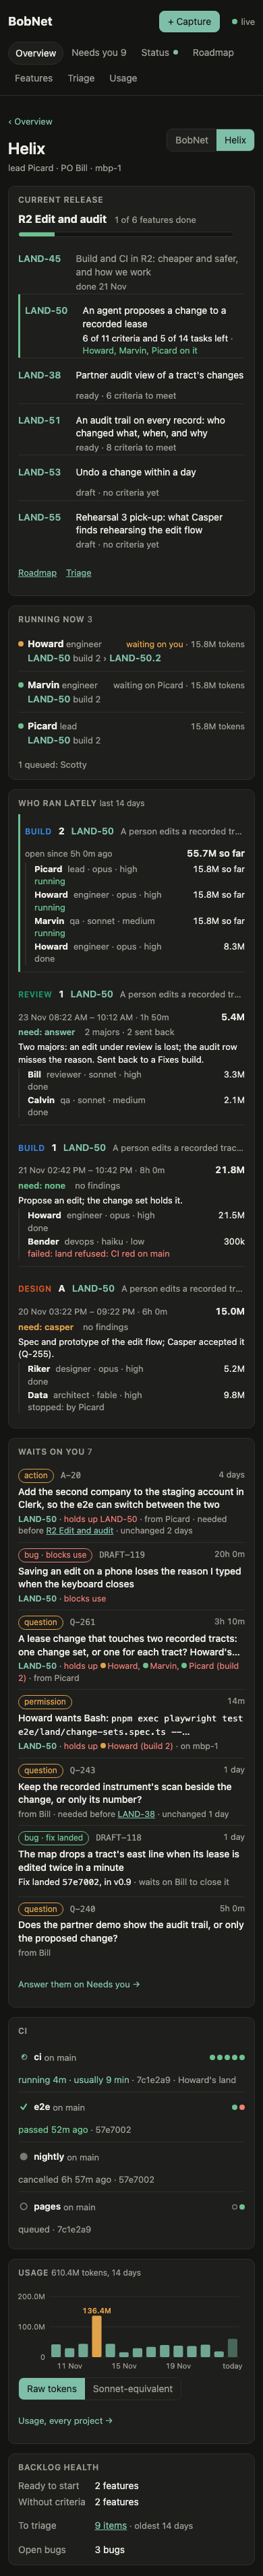 BobNet
+ Capture
live
Overview
Needs you 9
Status
Roadmap
Features
Triage
Usage
‹ Overview
Helix
BobNet
Helix
lead Picard · PO Bill · mbp-1
CURRENT RELEASE
R2 Edit and audit 1 of 6 features done
LAND-45 Build and CI in R2: cheaper and safer,
and how we work
done 21 Nov
LAND-50 An agent proposes a change to a
recorded lease
6 of 11 criteria and 5 of 14 tasks left ·
Howard, Marvin, Picard on it
LAND-38 Partner audit view of a tract's changes
ready · 6 criteria to meet
LAND-51 An audit trail on every record: who
changed what, when, and why
ready · 8 criteria to meet
LAND-53 Undo a change within a day
draft · no criteria yet
LAND-55 Rehearsal 3 pick-up: what Casper
finds rehearsing the edit flow
draft · no criteria yet
Roadmap Triage
RUNNING NOW 3
Howard engineer waiting on you · 15.8M tokens
LAND-50 build 2 › LAND-50.2
Marvin engineer waiting on Picard · 15.8M tokens
LAND-50 build 2
Picard lead 15.8M tokens
LAND-50 build 2
1 queued: Scotty
WHO RAN LATELY last 14 days
BUILD 2 LAND-50 A person edits a recorded tr…
open since 5h 0m ago 55.7M so far
Picard lead · opus · high 15.8M so far
running
Howard engineer · opus · high 15.8M so far
running
Marvin qa · sonnet · medium 15.8M so far
running
Howard engineer · opus · high 8.3M
done
REVIEW 1 LAND-50 A person edits a recorded tr…
23 Nov 08:22 AM – 10:12 AM · 1h 50m 5.4M
need: answer 2 majors · 2 sent back
Two majors: an edit under review is lost; the audit row
misses the reason. Sent back to a Fixes build.
Bill reviewer · sonnet · high 3.3M
done
Calvin qa · sonnet · medium 2.1M
done
BUILD 1 LAND-50 A person edits a recorded trac…
21 Nov 02:42 PM – 10:42 PM · 8h 0m 21.8M
need: none no findings
Propose an edit; the change set holds it.
Howard engineer · opus · high 21.5M
done
Bender devops · haiku · low 300k
failed: land refused: CI red on main
DESIGN A LAND-50 A person edits a recorded tr…
20 Nov 03:22 PM – 09:22 PM · 6h 0m 15.0M
need: casper no findings
Spec and prototype of the edit flow; Casper accepted it
(Q-255).
Riker designer · opus · high 5.2M
done
Data architect · fable · high 9.8M
stopped: by Picard
WAITS ON YOU 7
action A-20 4 days
Add the second company to the staging account in
Clerk, so the e2e can switch between the two
LAND-50 · holds up LAND-50 · from Picard · needed
before R2 Edit and audit · unchanged 2 days
bug · blocks use DRAFT-119 20h 0m
Saving an edit on a phone loses the reason I typed
when the keyboard closes
LAND-50 · blocks use
question Q-261 3h 10m
A lease change that touches two recorded tracts:
one change set, or one for each tract? Howard's…
LAND-50 · holds up Howard, Marvin, Picard (build
2) · from Picard
permission 14m
Howard wants Bash: pnpm exec playwright test
e2e/land/change-sets.spec.ts --…
LAND-50 · holds up Howard (build 2) · on mbp-1
question Q-243 1 day
Keep the recorded instrument's scan beside the
change, or only its number?
from Bill · needed before LAND-38 · unchanged 1 day
bug · fix landed DRAFT-118 1 day
The map drops a tract's east line when its lease is
edited twice in a minute
Fix landed 57e7002, in v0.9 · waits on Bill to close it
question Q-240 5h 0m
Does the partner demo show the audit trail, or only
the proposed change?
from Bill
Answer them on Needs you →
CI
ci on main
running 4m · usually 9 min · 7c1e2a9 · Howard's land
e2e on main
passed 52m ago · 57e7002
nightly on main
cancelled 6h 57m ago · 57e7002
pages on main
queued · 7c1e2a9
USAGE 610.4M tokens, 14 days
200.0M
136.4M
100.0M
0
11 Nov 15 Nov 19 Nov today
Raw tokens Sonnet-equivalent
Usage, every project →
BACKLOG HEALTH
Ready to start 2 features
Without criteria 2 features
To triage 9 items · oldest 14 days
Open bugs 3 bugs